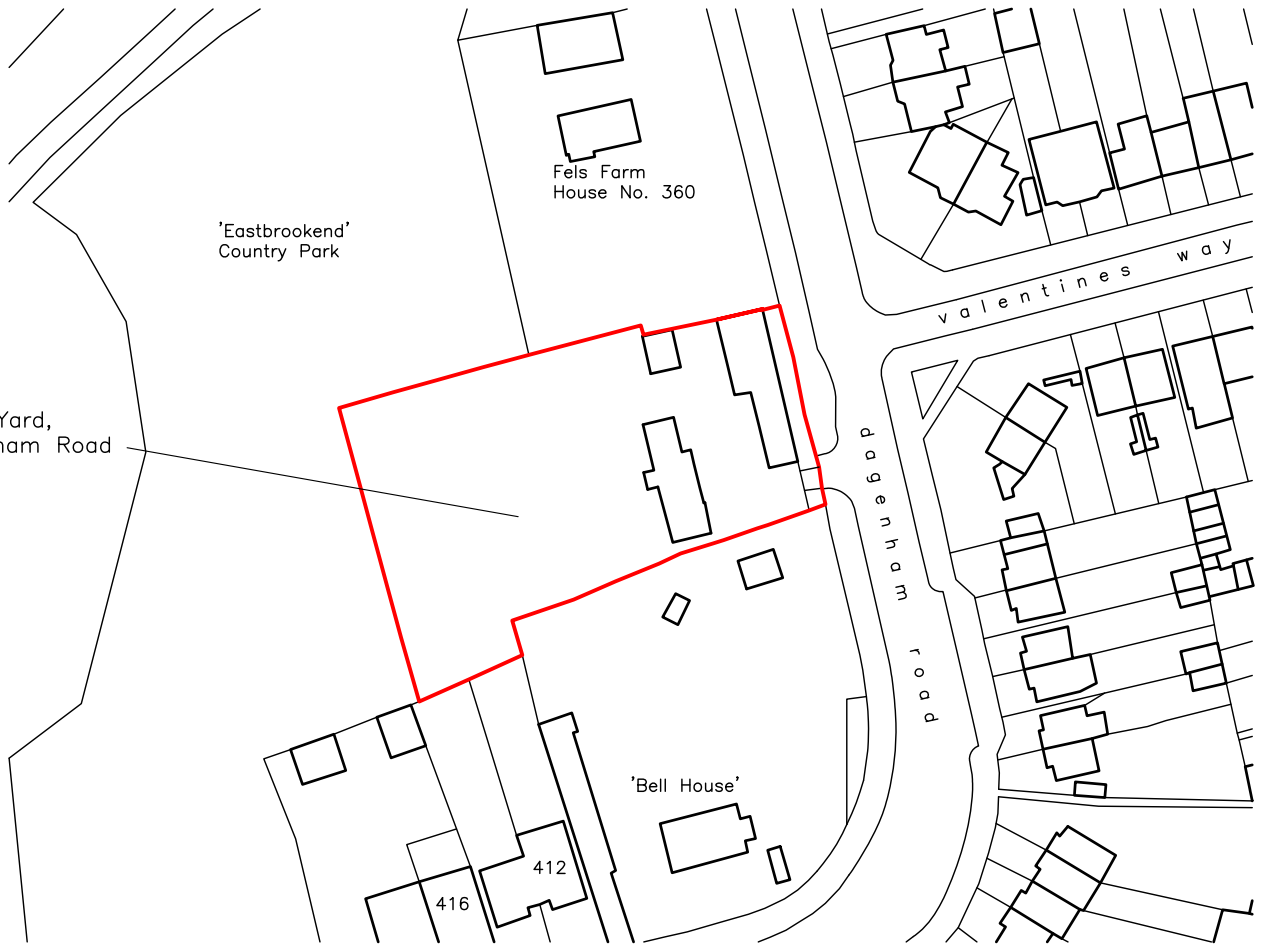 Fels Farm
House No. 360
'Eastbrookend'
Country Park
valentines way
Yard,
ham Road
dagenham road
'Bell House'
412
416